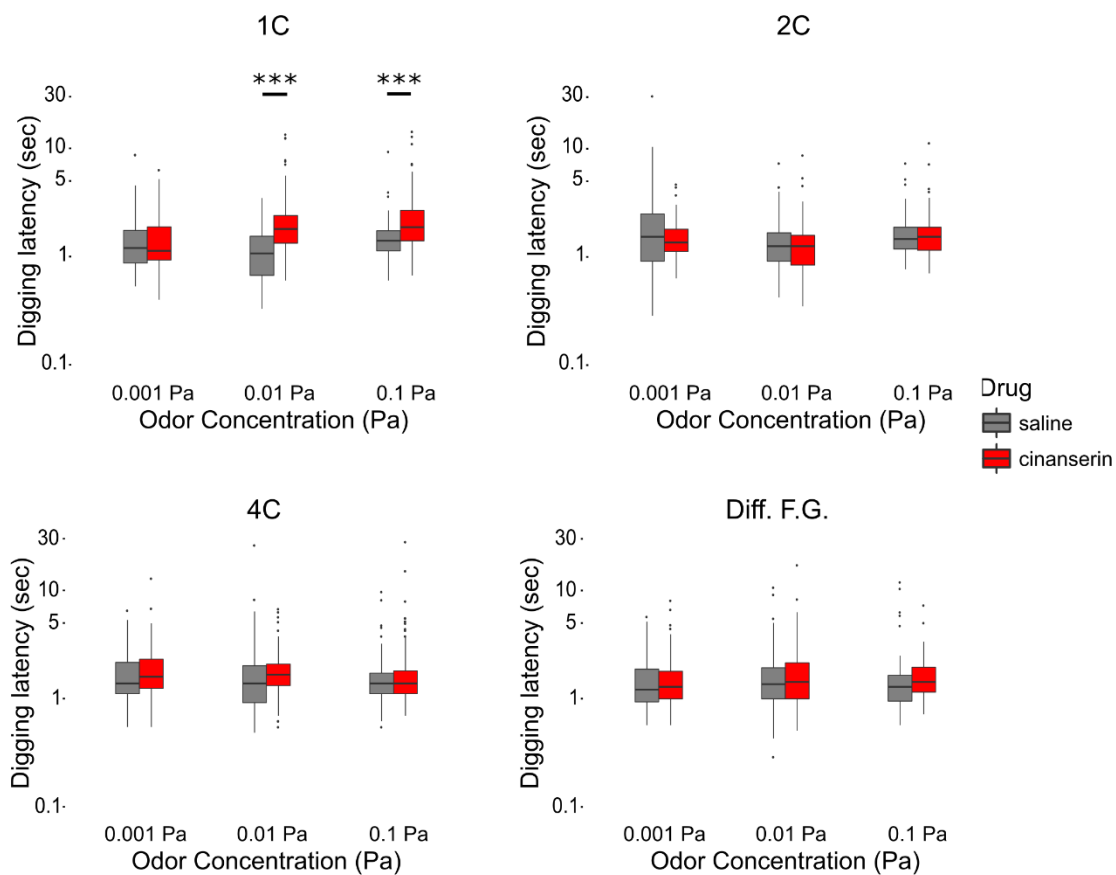 1C
*** ***
Digging latency (sec)
30
10
5
1
0.1
0.001 Pa 0.01 Pa 0.1 Pa
Odor Concentration (Pa)
2C
Digging latency (sec)
30
10
5
1
0.1
0.001 Pa 0.01 Pa 0.1 Pa
Odor Concentration (Pa)
Drug
saline
cinanserin
4C
Digging latency (sec)
30
10
5
1
0.1
0.001 Pa 0.01 Pa 0.1 Pa
Odor Concentration (Pa)
Diff. F.G.
Digging latency (sec)
30
10
5
1
0.1
0.001 Pa 0.01 Pa 0.1 Pa
Odor Concentration (Pa)